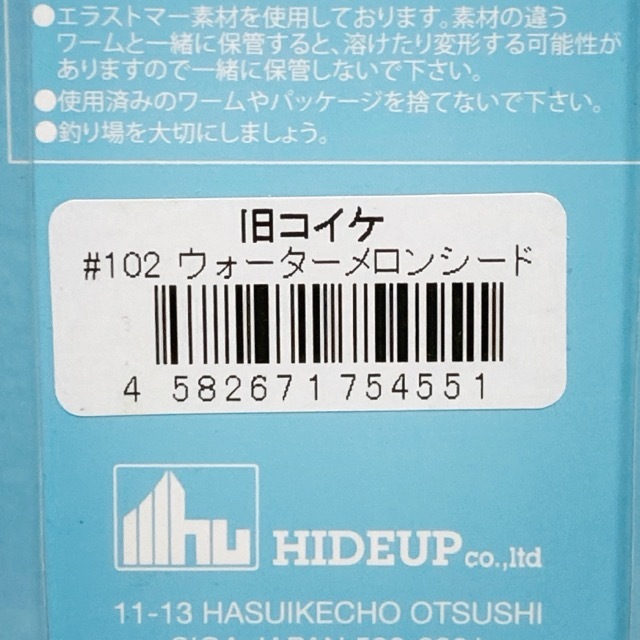 ●エラストマー素材を使用しております。素材の違う
ワームと一緒に保管すると、溶けたり変形する可能性が
ありますので一緒に保管しないで下さい。
●使用済みのワームやパッケージを捨てないで下さい。
●釣り場を大切にしましょう。
旧コイケ
#102 ウォーターメロンシード
4 582671 754551
hu HIDEUP co.,ltd
11-13 HASUIKECHO OTSUSHI